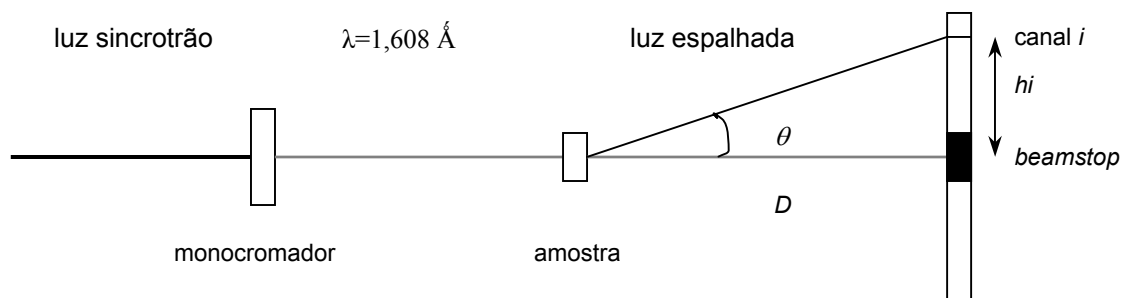 luz sincrotrão
λ=1,608 Ǻ
luz espalhada
canal i
hi
θ
beamstop
D
monocromador
amostra